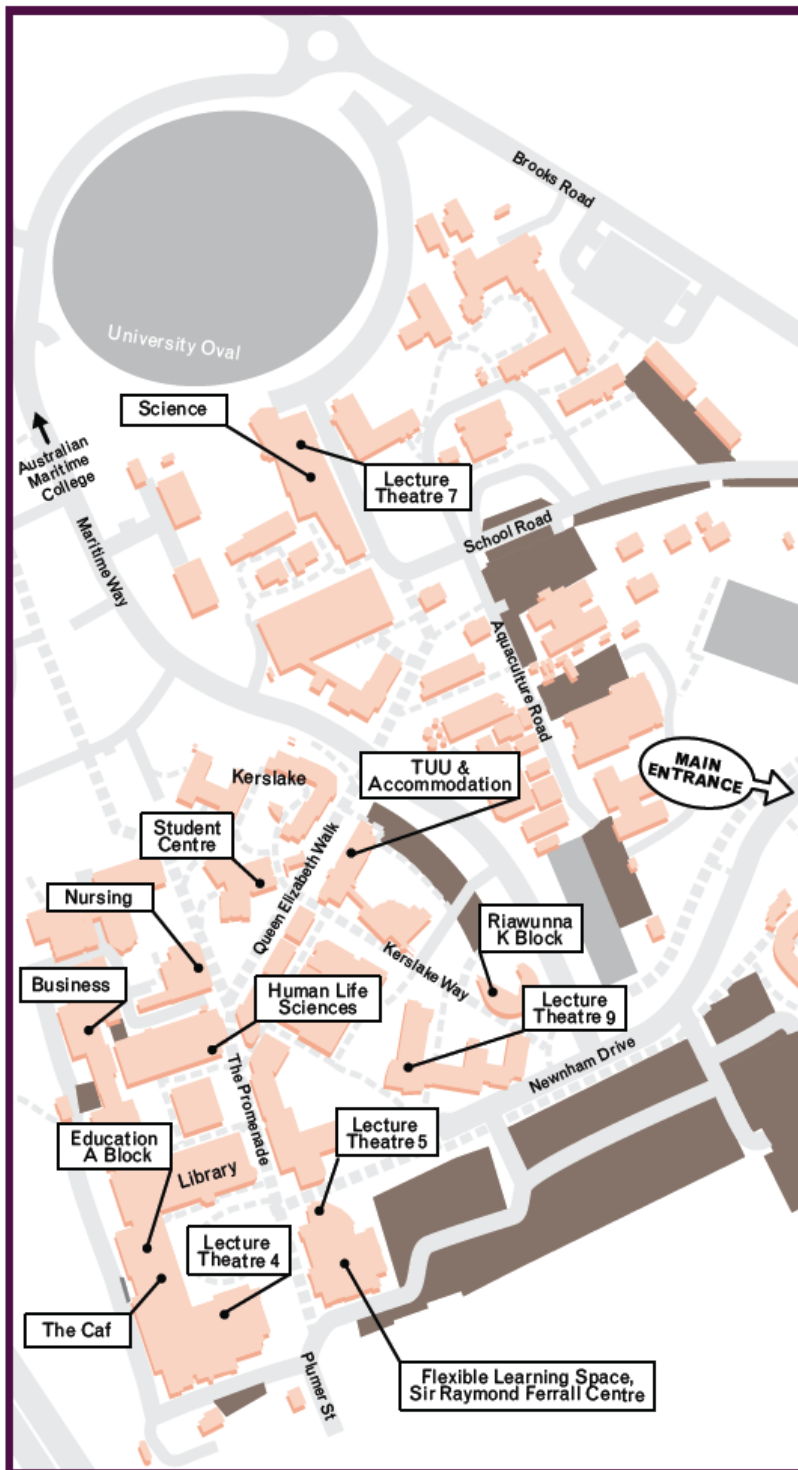 Brooks Road
University Oval
Science
Australian
Maritime
College
Lecture
Theatre 7
School Road
Maritime Way
Aquaculture Road
MAIN
ENTRANCE
Kerslake
TUU &
Accommodation
Student
Centre
Queen Elizabeth Walk
Nursing
Riawunna
K Block
Kerslake Way
Business
Human Life
Sciences
Lecture
Theatre 9
Newnham Drive
The Promenade
Lecture
Theatre 5
Education
A Block
Library
Lecture
Theatre 4
The Caf
Plumer St
Flexible Learning Space,
Sir Raymond Ferrall Centre